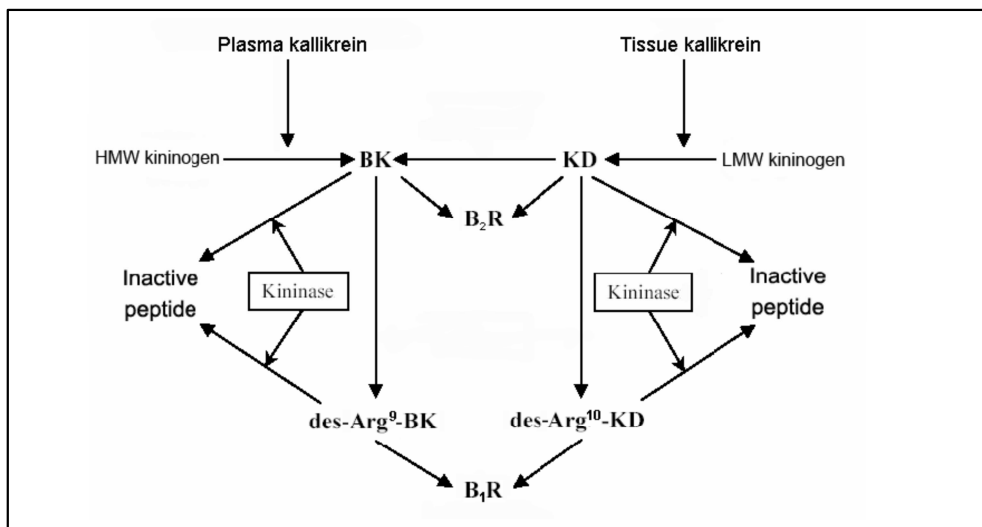 Plasma kallikrein
Tissue kallikrein
HMW kininogen
BK
KD
LMW kininogen
B₂R
Inactive
peptide
Kininase
Kininase
Inactive
peptide
des-Arg⁹-BK
des-Arg¹⁰-KD
B₁R